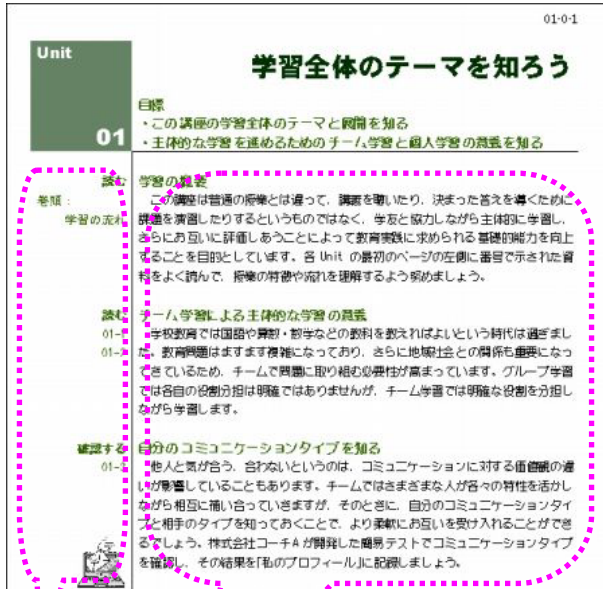 01-0-1
Unit
01
学習全体のテーマを知ろう
目標
・この講座の学習全体のテーマと展開を知る
・主体的な学習を進めるためのチーム学習と個人学習の意義を知る
読む
巻頭：
学習の流れ
学習の意義
この講座は普通の授業とは違って、講義を聴いたり、決まった答えを導くために
課題を演習したりするというものではなく、学友と協力しながら主体的に学習し、
さらにお互いに評価しあうことによって教育実践に求められる基礎的能力を向上
することを目的としています。各 Unit の最初のページの左側に番号で示された資
料をよく読んで、授業の特徴や流れを理解するよう努めましょう。
読む
01-
01-
チーム学習による主体的な学習の意義
学校教育では国語や算数・数学などの教科を教えればよいという時代は過ぎまし
た。教育問題はますます複雑になっており、さらに地域社会との関係も重要になっ
てきているため、チームで問題に取り組む必要性が高まっています。グループ学習
では各自の役割分担は明確ではありませんが、チーム学習では明確な役割を分担し
ながら学習します。
確認する
01-
自分のコミュニケーションタイプを知る
他人と気が合う、合わないというのは、コミュニケーションに対する価値観の違
いが影響していることもあります。チームではさまざまな人が各々の特性を活かし
ながら相互に補い合っていきますが、そのときに、自分のコミュニケーションタイ
プと相手のタイプを知っておくことで、より柔軟にお互いを受け入れることができ
るでしょう。株式会社コーチAが開発した簡易テストでコミュニケーションタイプ
を確認し、その結果を「私のプロフィール」に記録しましょう。